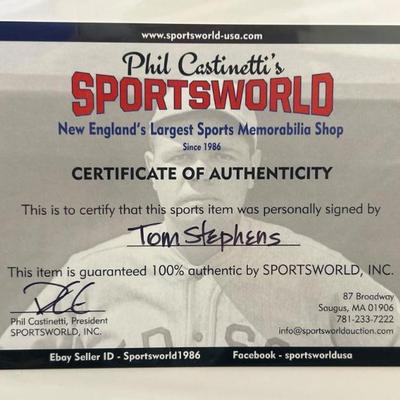 www.sportsworld-usa.com
Phil Castinetti's
SPORTSWORLD
New England's Largest Sports Memorabilia Shop
Since 1986
CERTIFICATE OF AUTHENTICITY
This is to certify that this sports item was personally signed by
Tom Stephens
This item is guaranteed 100% authentic by SPORTSWORLD, INC.
Phil Castinetti, President
SPORTSWORLD, INC.
87 Broadway
Saugus, MA 01906
781-233-7222
info@sportsworldauction.com
Ebay Seller ID - Sportsworld1986 Facebook - sportsworldusa